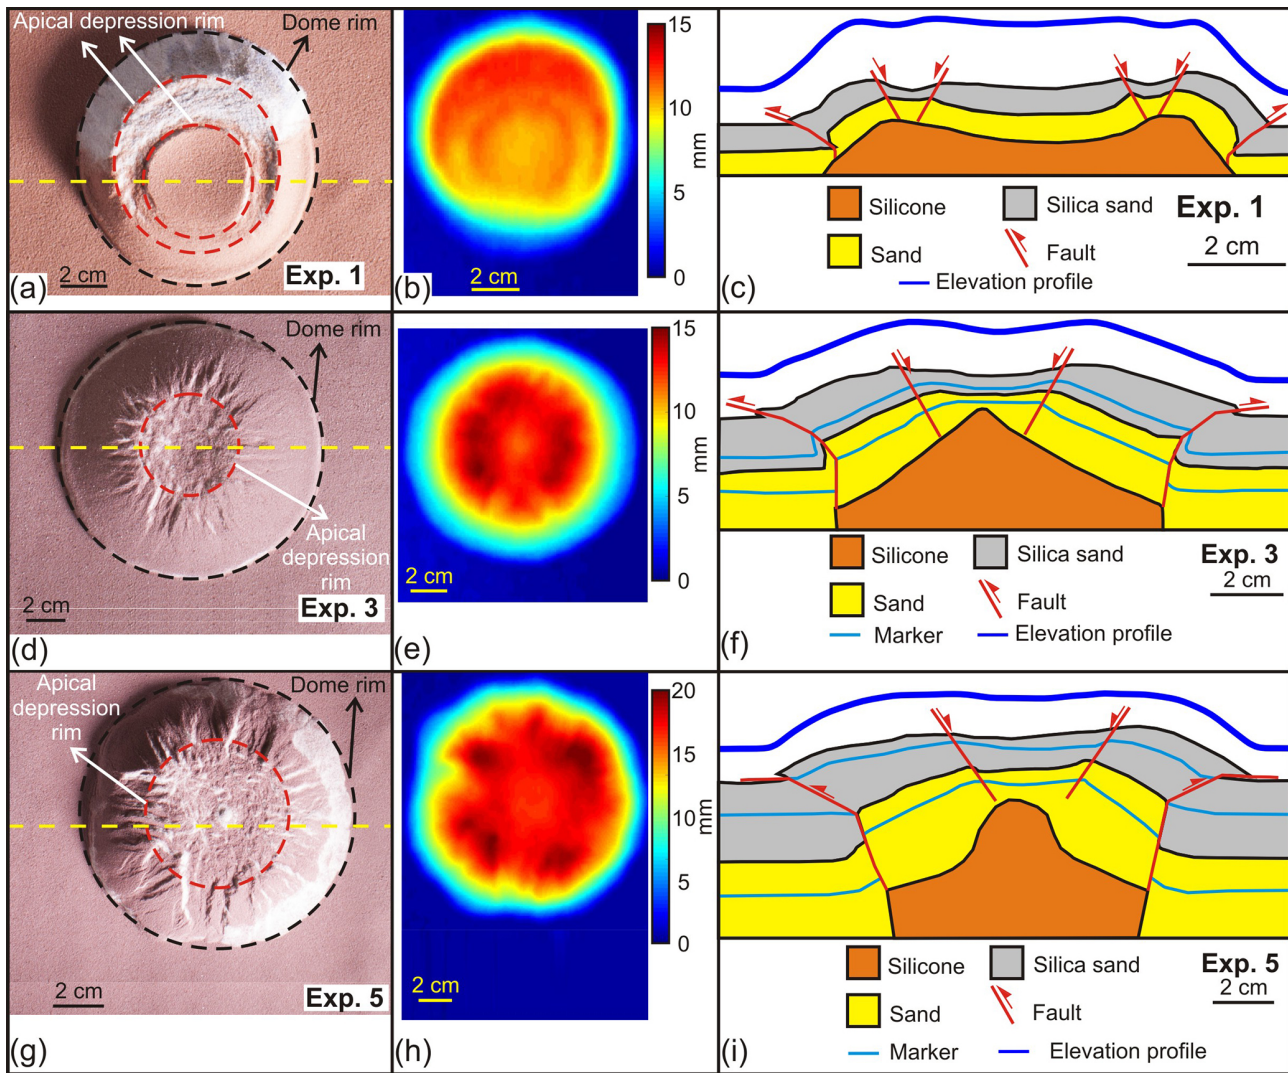 Apical depression rim
Dome rim
2 cm
Exp. 1
(a)
15
10
5
0
mm
2 cm
(b)
Silicone
Silica sand
Exp. 1
Sand
Fault
2 cm
Elevation profile
(c)
Dome rim
Apical
depression
rim
2 cm
Exp. 3
(d)
15
10
5
0
mm
2 cm
(e)
Silicone
Silica sand
Exp. 3
Sand
Fault
2 cm
Marker
Elevation profile
(f)
Apical
depression
rim
Dome rim
2 cm
Exp. 5
(g)
20
15
10
5
0
mm
2 cm
(h)
Silicone
Silica sand
Exp. 5
Sand
Fault
2 cm
Marker
Elevation profile
(i)